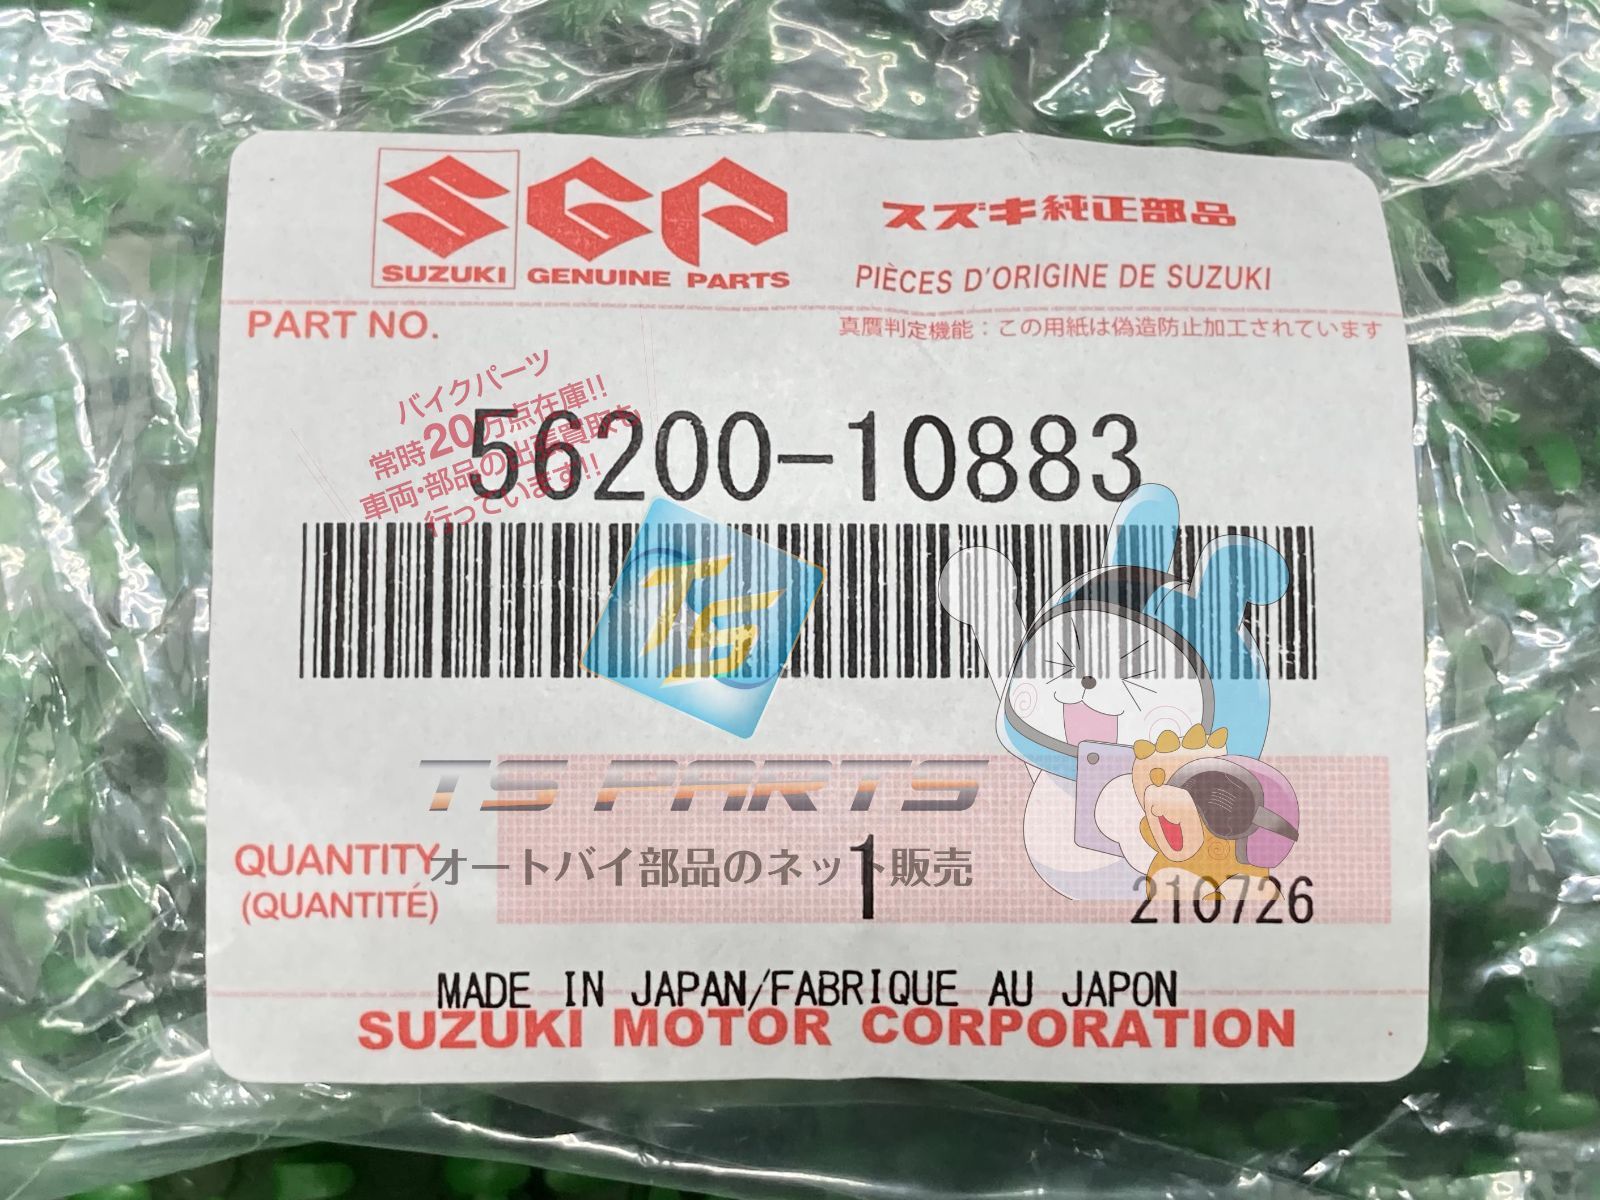 SUZUKI
SGP
GENUINE PARTS
スズキ純正部品
PIÈCES D'ORIGINE DE SUZUKI
PART NO.
真贋判定機能：この用紙は偽造防止加工されています
バイクパーツ
常時20万点在庫!!
車両・部品の出張買取も
行っています!!
56200-10883
TS
TS PARTS
オートバイ部品のネット販売
QUANTITY
(QUANTITÉ)
1
210726
MADE IN JAPAN/FABRIQUE AU JAPON
SUZUKI MOTOR CORPORATION